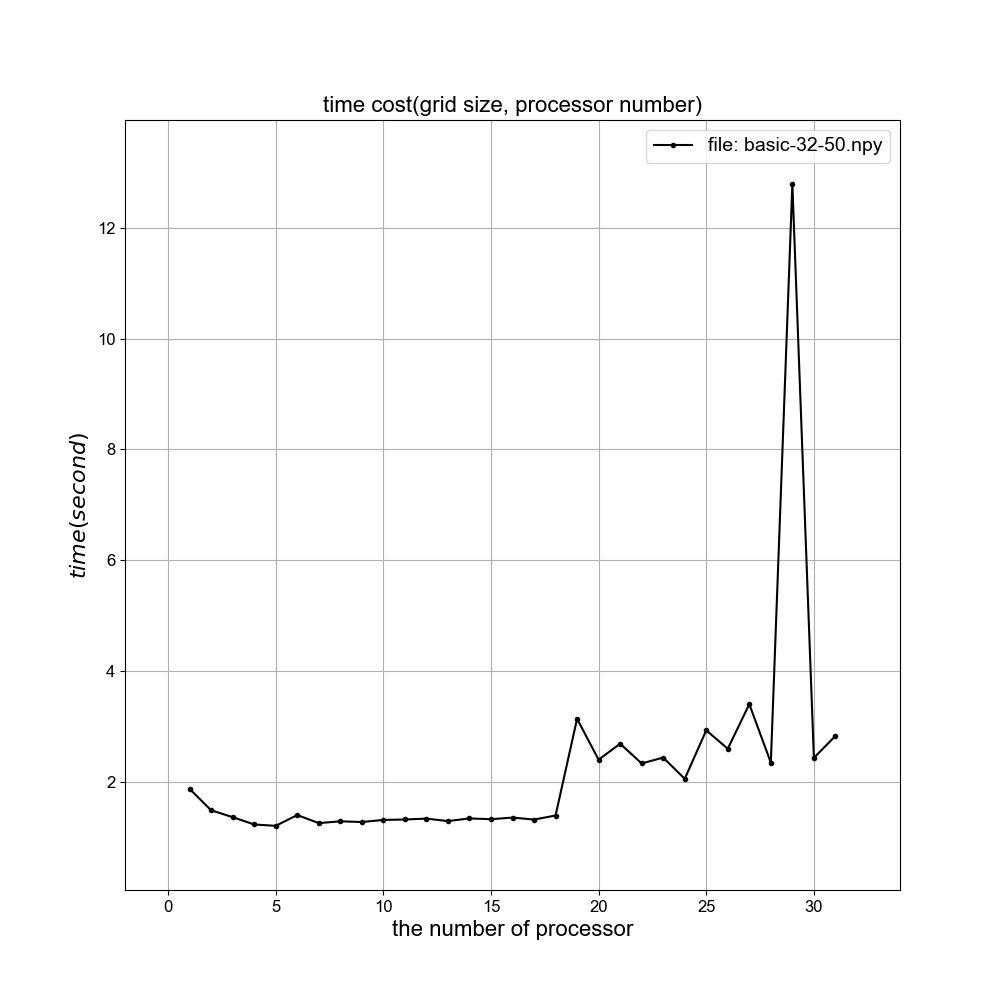 time cost(grid size, processor number)
file: basic-32-50.npy
12
10
8
6
4
2
time(second)
0 5 10 15 20 25 30
the number of processor